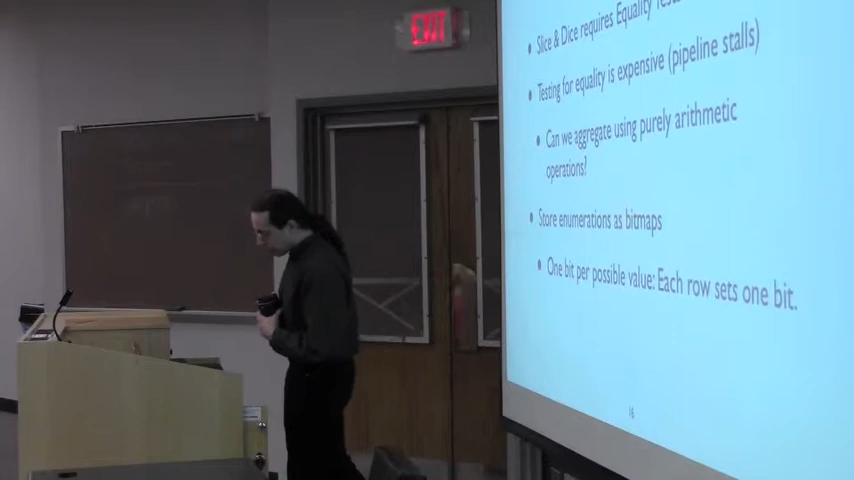 EXIT
• Slice & Dice requires Equality Tests
• Testing for equality is expensive (pipeline stalls)
• Can we aggregate using purely arithmetic
operations?
• Store enumerations as bitmaps
• One bit per possible value: Each row sets one bit.
16